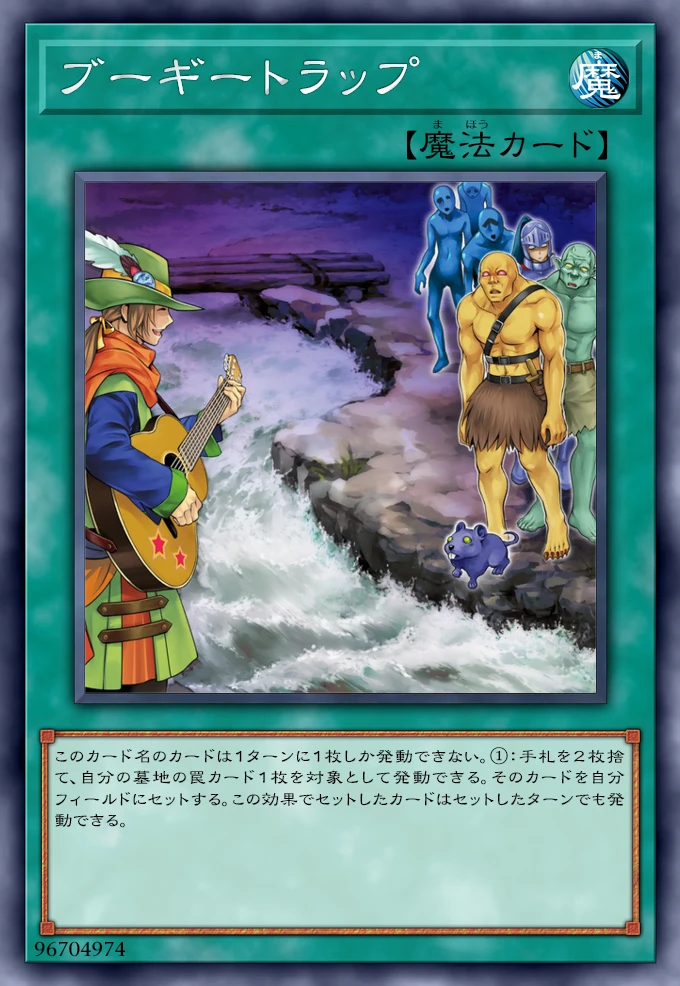 ブーギートラップ
ま
魔
ま ほう
【魔法カード】
このカード名のカードは1ターンに1枚しか発動できない。①：手札を2枚捨
て、自分の墓地の罠カード1枚を対象として発動できる。そのカードを自分
フィールドにセットする。この効果でセットしたカードはセットしたターンでも発
動できる。
96704974